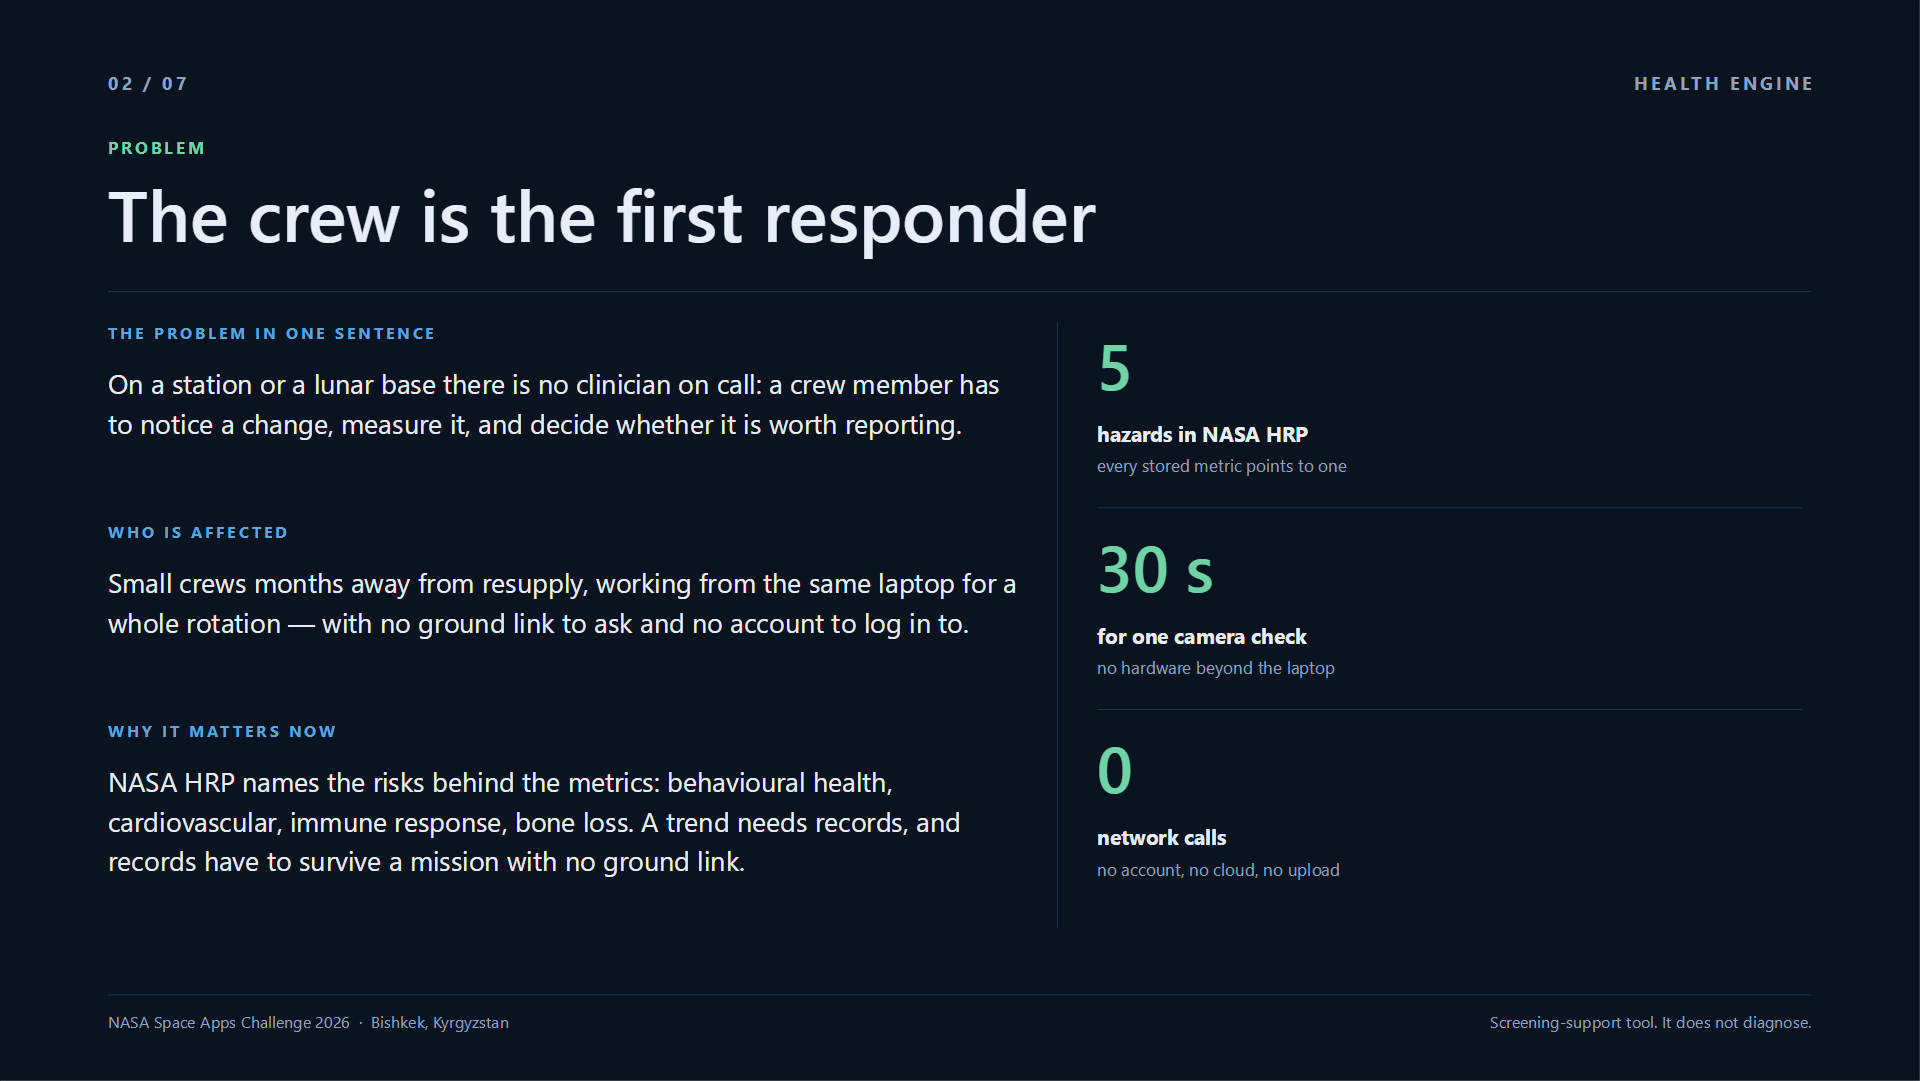 02 / 07
HEALTH ENGINE
PROBLEM
The crew is the first responder
THE PROBLEM IN ONE SENTENCE
On a station or a lunar base there is no clinician on call: a crew member has
to notice a change, measure it, and decide whether it is worth reporting.
WHO IS AFFECTED
Small crews months away from resupply, working from the same laptop for a
whole rotation — with no ground link to ask and no account to log in to.
WHY IT MATTERS NOW
NASA HRP names the risks behind the metrics: behavioural health,
cardiovascular, immune response, bone loss. A trend needs records, and
records have to survive a mission with no ground link.
5
hazards in NASA HRP
every stored metric points to one
30 s
for one camera check
no hardware beyond the laptop
0
network calls
no account, no cloud, no upload
NASA Space Apps Challenge 2026 · Bishkek, Kyrgyzstan
Screening-support tool. It does not diagnose.